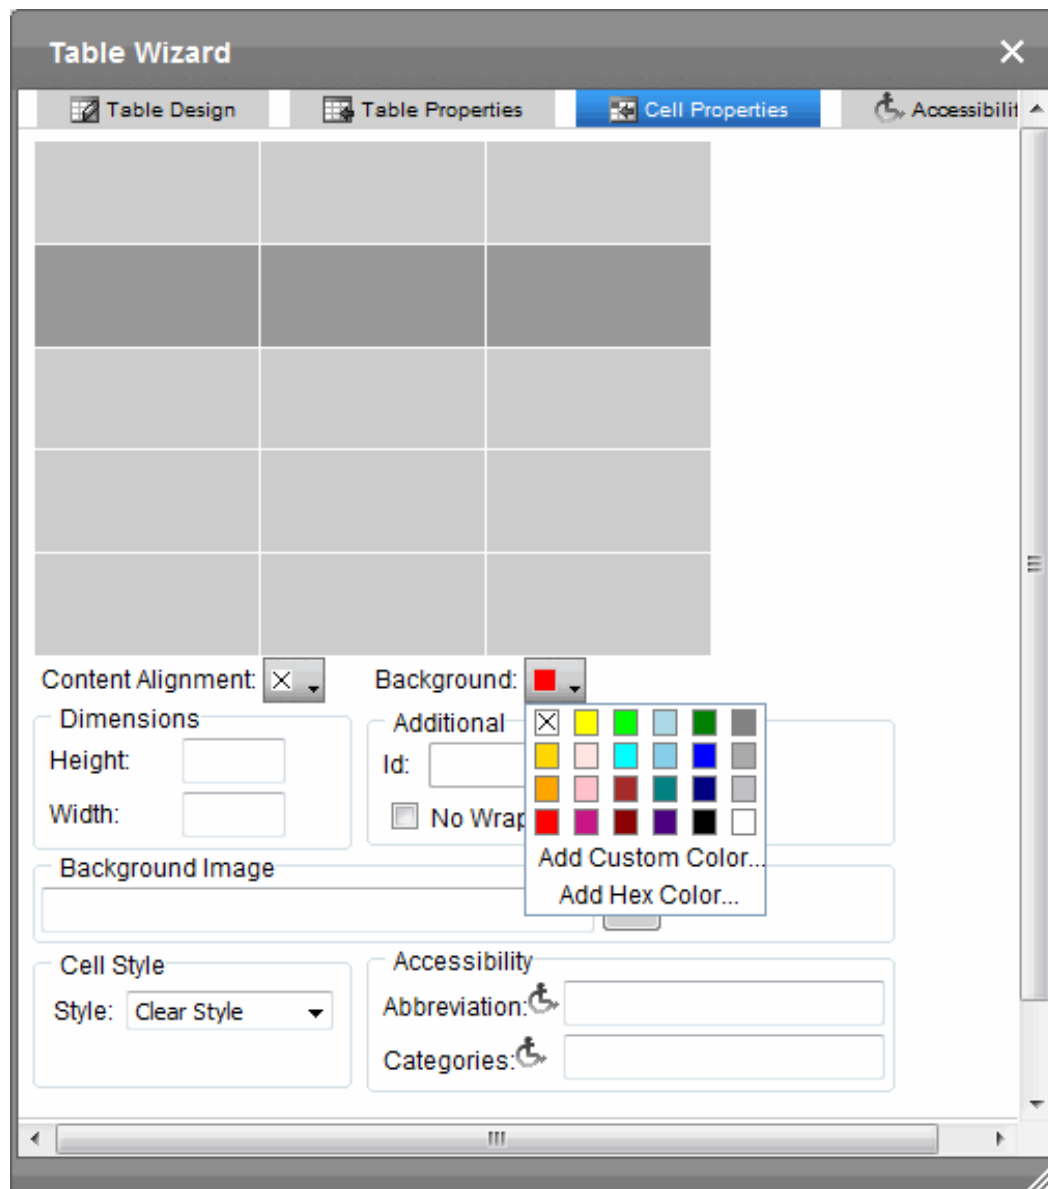 Table Wizard
Table Design Table Properties Cell Properties Accessibilit
Content Alignment: Background:
Dimensions Additional
Height: Id:
Width: No Wrap
Add Custom Color...
Background Image
Add Hex Color...
Cell Style Accessibility
Style: Clear Style Abbreviation:
Categories: